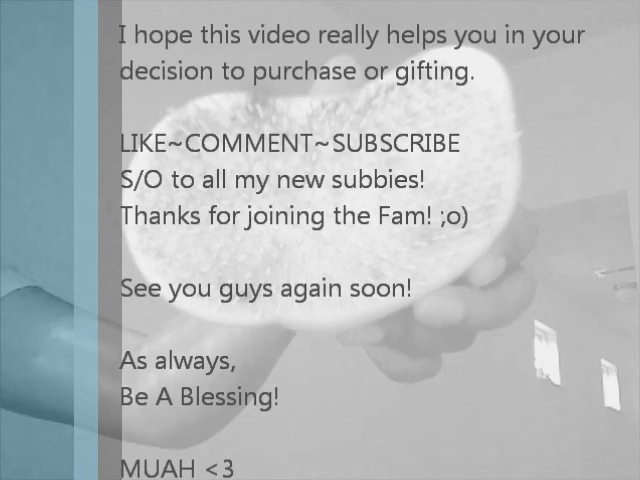 I hope this video really helps you in your
decision to purchase or gifting.
LIKE~COMMENT~SUBSCRIBE
S/O to all my new subbies!
Thanks for joining the Fam! ;o)
See you guys again soon!
As always,
Be A Blessing!
MUAH <3